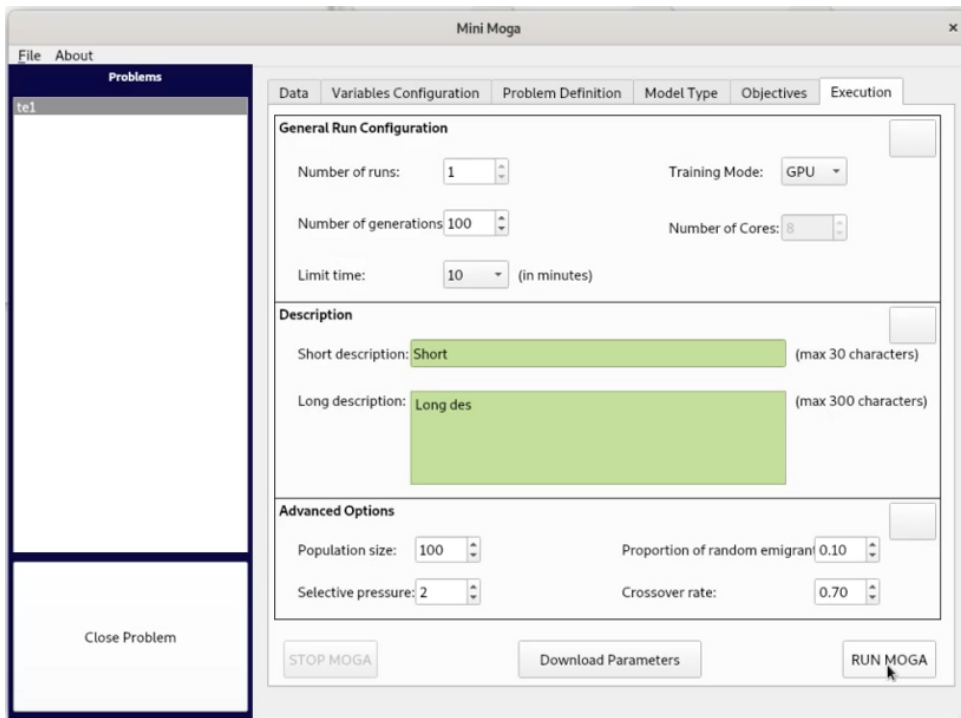 Mini Moga
×
File About
Problems
te1
Close Problem
Data Variables Configuration Problem Definition Model Type Objectives Execution
General Run Configuration
Number of runs: 1 Training Mode: GPU
Number of generations 100 Number of Cores: 8
Limit time: 10 (in minutes)
Description
Short description: Short (max 30 characters)
Long description: Long des (max 300 characters)
Advanced Options
Population size: 100 Proportion of random emigrant 0.10
Selective pressure: 2 Crossover rate: 0.70
STOP MOGA Download Parameters RUN MOGA